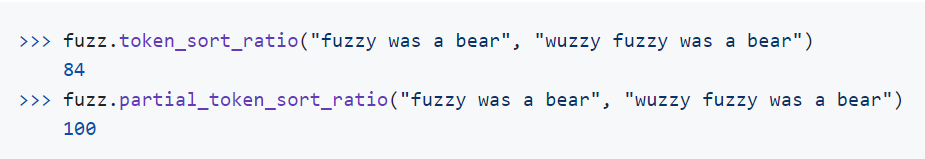 >>> fuzz.token_sort_ratio("fuzzy was a bear", "wuzzy fuzzy was a bear")
84
>>> fuzz.partial_token_sort_ratio("fuzzy was a bear", "wuzzy fuzzy was a bear")
100